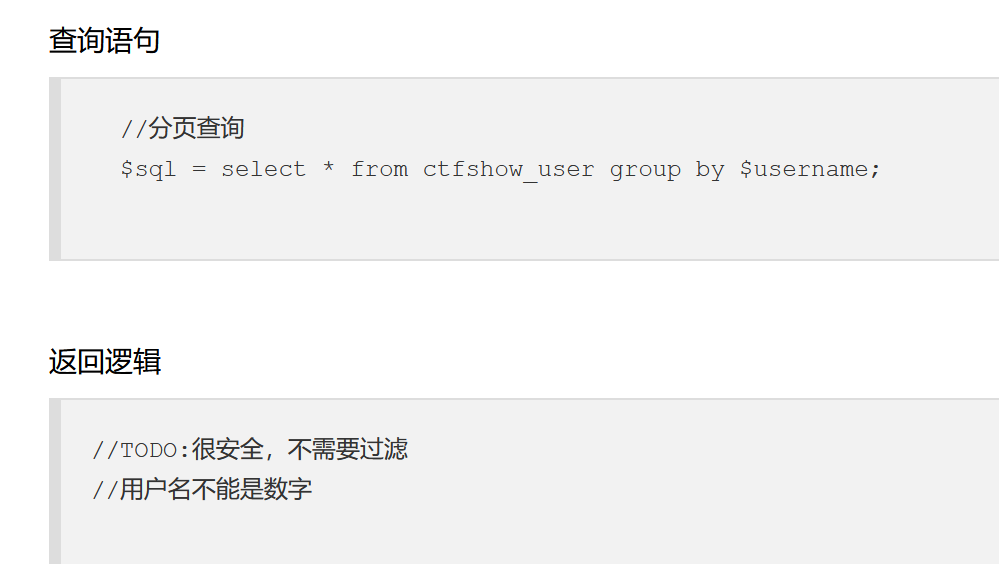 查询语句
//分页查询
$sql = select * from ctfshow_user group by $username;
返回逻辑
//TODO:很安全，不需要过滤
//用户名不能是数字